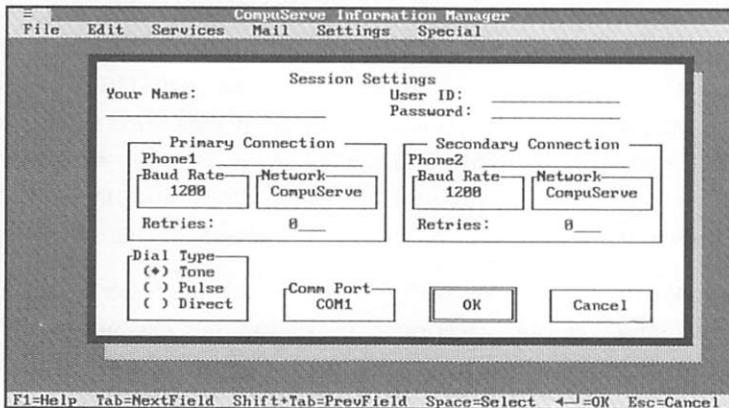 ≡ CompuServe Information Manager
File Edit Services Mail Settings Special
Session Settings
Your Name: User ID:
Password:
Primary Connection Secondary Connection
Phone1 Phone2
Baud Rate Network Baud Rate Network
1200 CompuServe 1200 CompuServe
Retries: 0 Retries: 0
Dial Type
(♦) Tone
( ) Pulse Comm Port
( ) Direct COM1 OK Cancel
F1=Help Tab=NextField Shift+Tab=PrevField Space=Select ◄─┘=OK Esc=Cancel